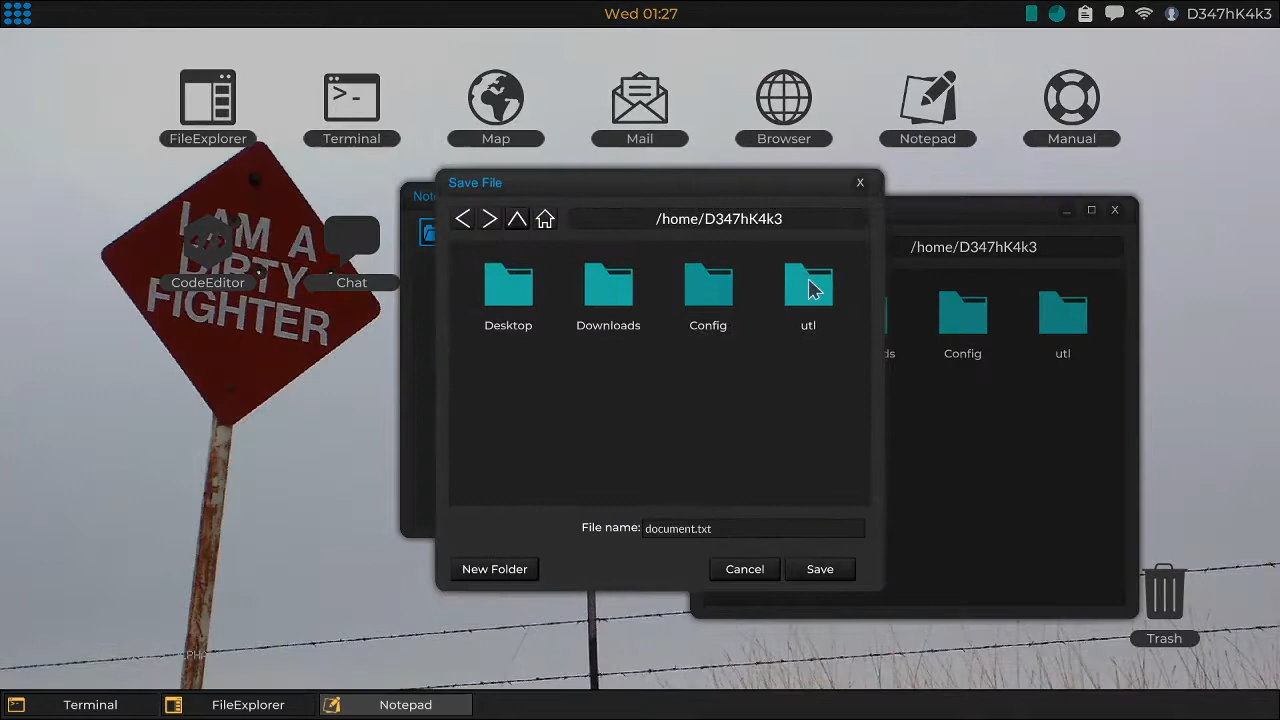 Wed 01:27
D347hK4k3
FileExplorer
Terminal
Map
Mail
Browser
Notepad
Manual
I AM A
DIRTY
FIGHTER
CodeEditor
Chat
Save File
X
/home/D347hK4k3
Desktop
Downloads
Config
utl
File name:
document.txt
New Folder
Cancel
Save
X
/home/D347hK4k3
Config
utl
Trash
Terminal
FileExplorer
Notepad